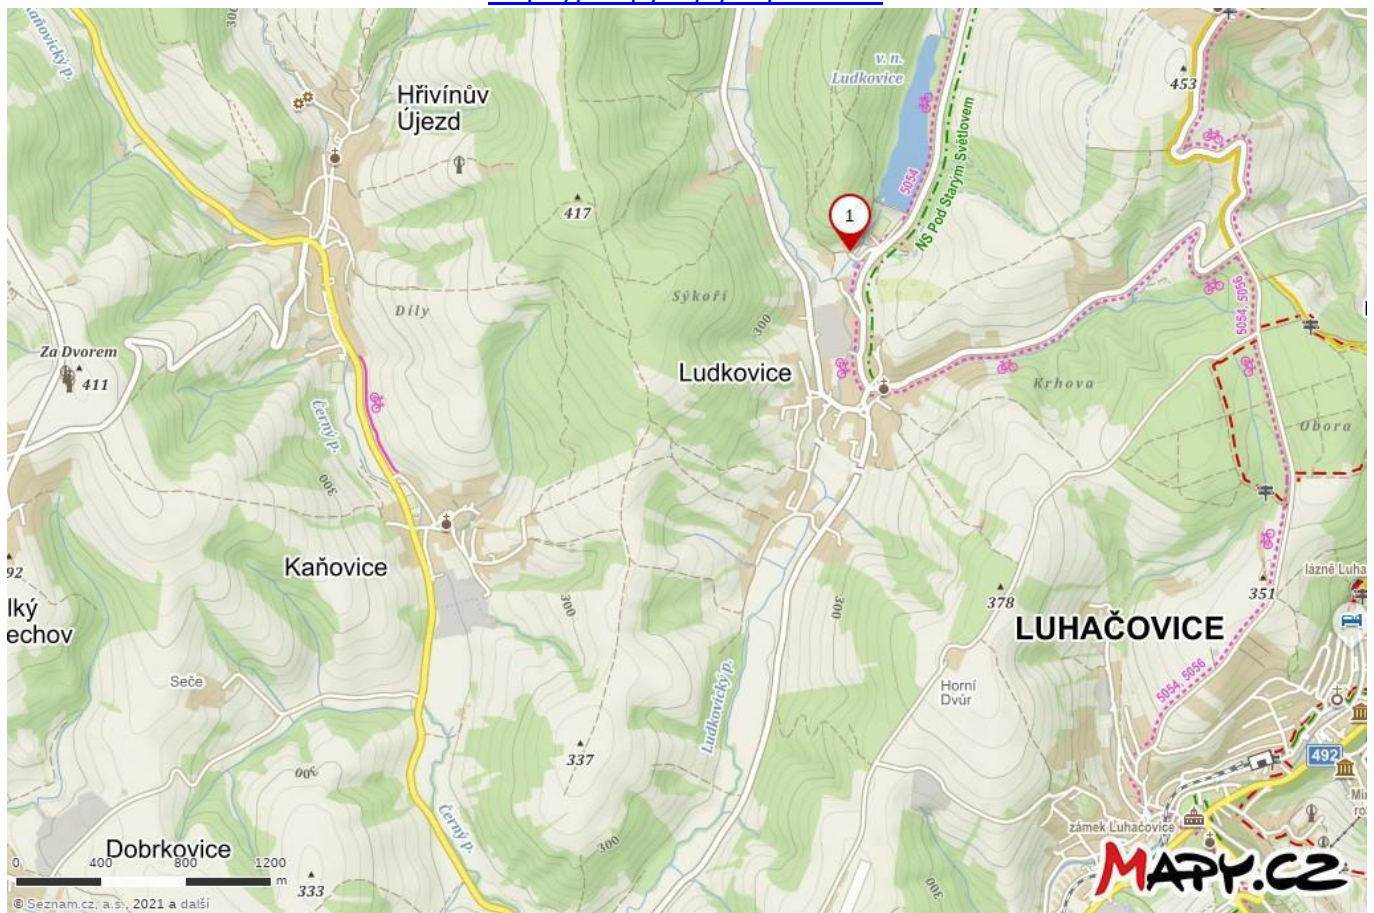 Kaňovický p.
300
Hřivínův
Újezd
v. n.
Ludkovice
453
5054
NS Pod Starým Světlovem
417
1
Díly
Sýkoří
300
5054, 5056
Za Dvorem
411
Ludkovice
Krhova
Černý p.
Obora
300
Kaňovice
92
lký
echov
300
300
378
351
lázně Luha
LUHAČOVICE
Seče
Horní
Dvůr
5054, 5056
Ludkovický p.
337
300
492
Černý p.
zámek Luhačovice
Dobrkovice
300
0 400 800 1200
m
333
300
MAPY.CZ
© Seznam.cz, a.s., 2021 a další